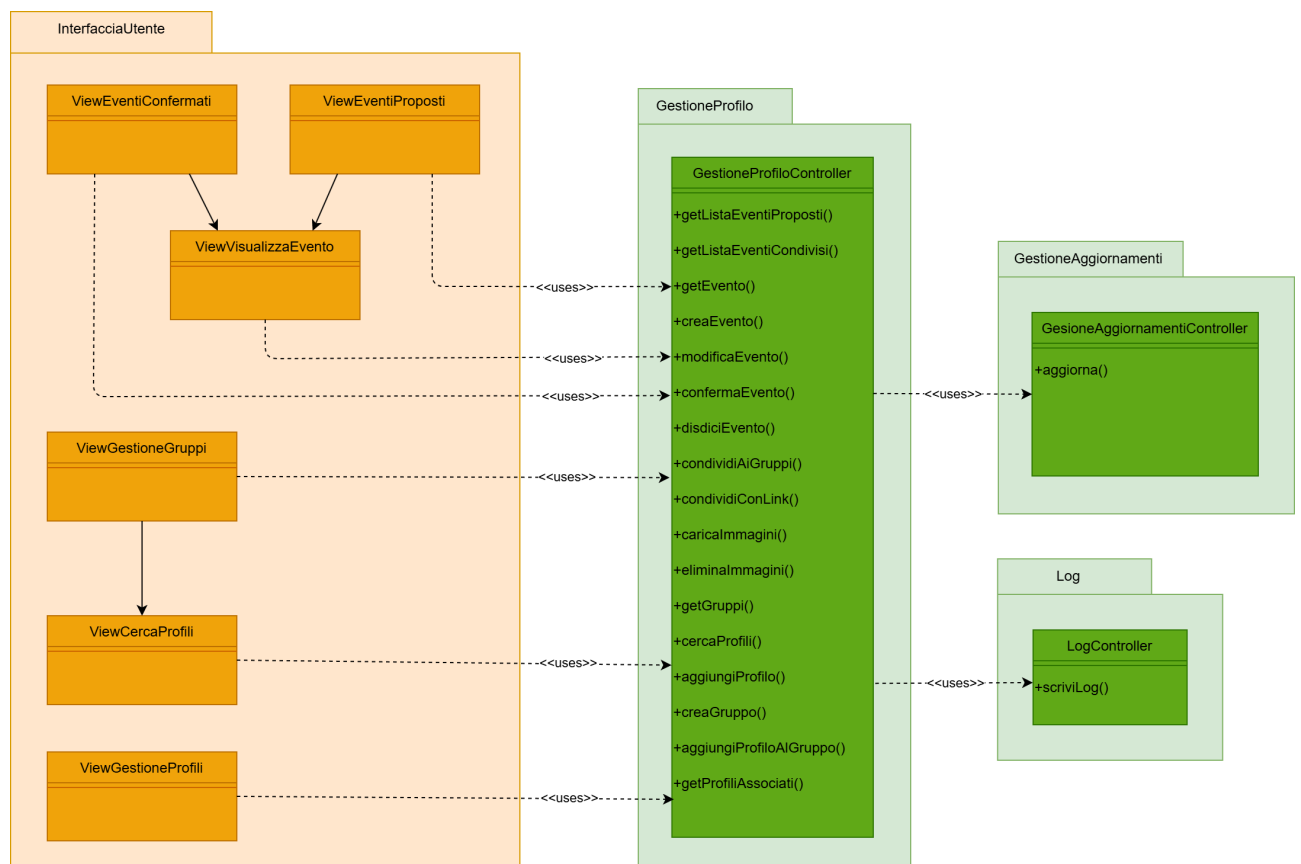 InterfacciaUtente
ViewEventiConfermati
ViewEventiProposti
ViewVisualizzaEvento
ViewGestioneGruppi
ViewCercaProfili
ViewGestioneProfili
<<uses>>
<<uses>>
<<uses>>
<<uses>>
<<uses>>
<<uses>>
GestioneProfilo
GestioneProfiloController
+getListaEventiProposti()
+getListaEventiCondivisi()
+getEvento()
+creaEvento()
+modificaEvento()
+confermaEvento()
+disdiciEvento()
+condividiAiGruppi()
+condividiConLink()
+caricaImmagini()
+eliminaImmagini()
+getGruppi()
+cercaProfili()
+aggiungiProfilo()
+creaGruppo()
+aggiungiProfiloAlGruppo()
+getProfiliAssociati()
<<uses>>
<<uses>>
GestioneAggiornamenti
GesioneAggiornamentiController
+aggiorna()
Log
LogController
+scriviLog()